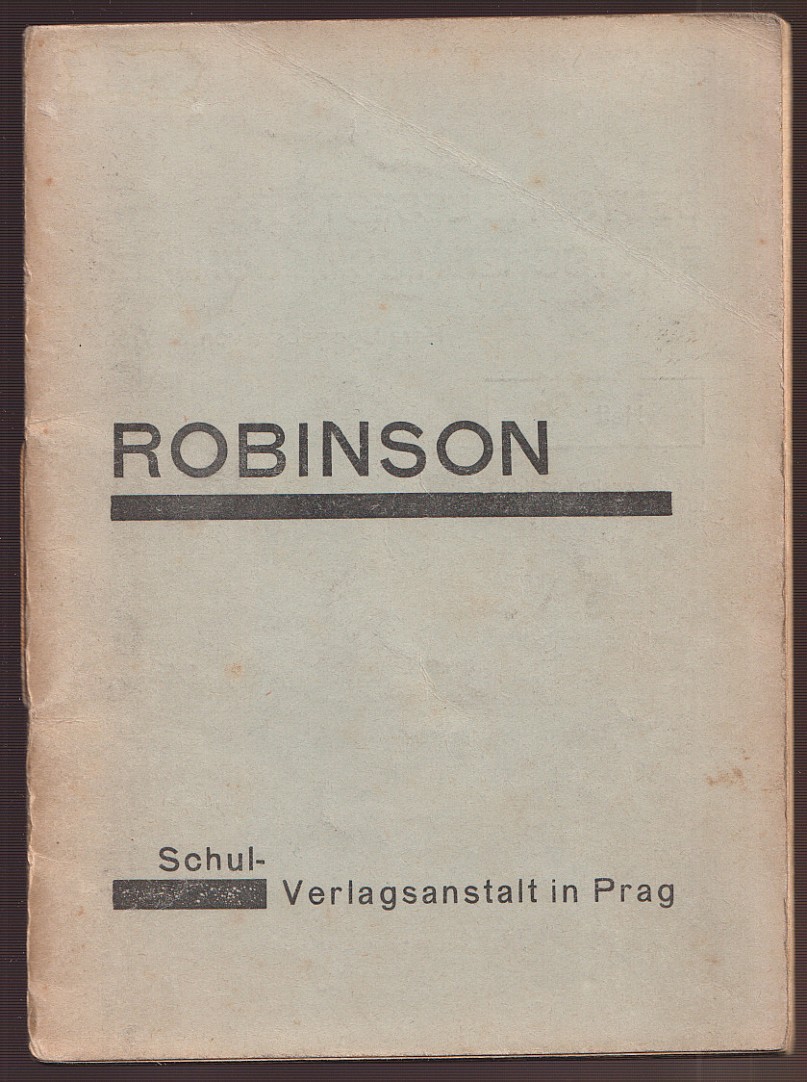 ROBINSON
Schul-
Verlagsanstalt in Prag